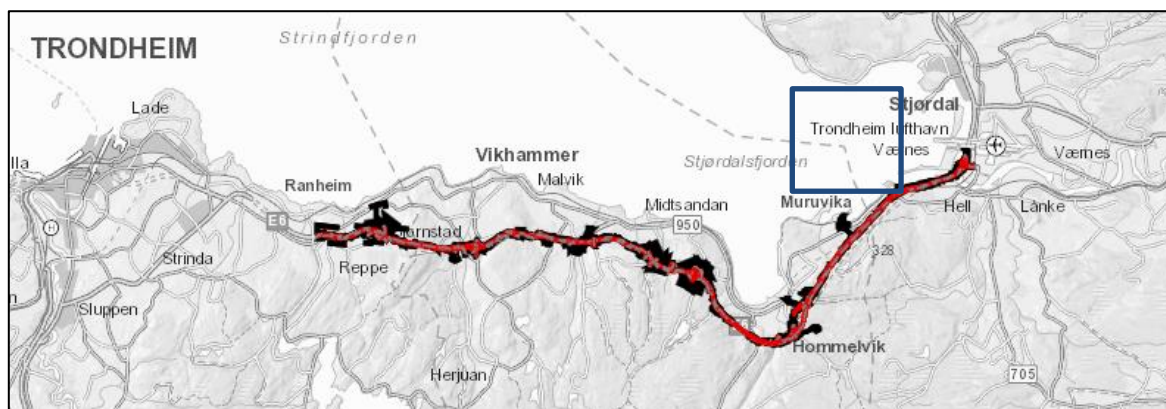 TRONDHEIM
Strindfjorden
Lade
Stjørdal
Trondheim lufthavn
Værnes
Værnes
Stjørdalsfjorden
Vikhammer
Malvik
Ranheim
Midtsandan
Muruvika
E6
950
Hell
Lånke
Strinda
Reppe
328
Sluppen
Hommelvik
Herjuan
705
H